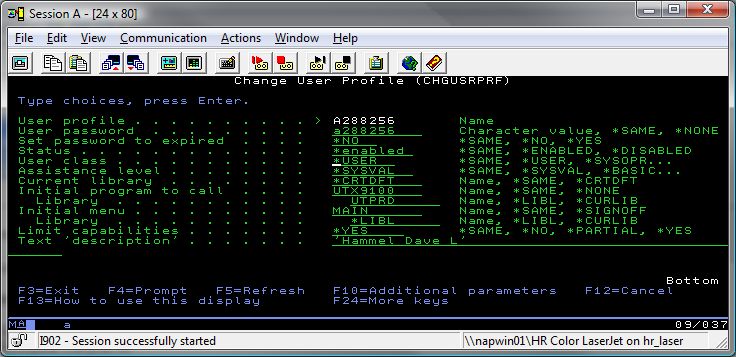 Session A - [24 x 80]
File Edit View Communication Actions Window Help
Change User Profile (CHGUSRPRF)
Type choices, press Enter.
User profile . . . . . . . . . . > A288256 Name
User password . . . . . . . . . a288256 Character value, *SAME, *NONE
Set password to expired . . . . *NO *SAME, *NO, *YES
Status . . . . . . . . . . . . . *enabled *SAME, *ENABLED, *DISABLED
User class . . . . . . . . . . . *USER *SAME, *USER, *SYSOPR...
Assistance level . . . . . . . . *SYSVAL *SAME, *SYSVAL, *BASIC...
Current library . . . . . . . . *CRTDFT Name, *SAME, *CRTDFT
Initial program to call . . . . UTX9100 Name, *SAME, *NONE
Library . . . . . . . . . . . UTPRD Name, *LIBL, *CURLIB
Initial menu . . . . . . . . . . MAIN Name, *SAME, *SIGNOFF
Library . . . . . . . . . . . *LIBL Name, *LIBL, *CURLIB
Limit capabilities . . . . . . . *YES *SAME, *NO, *PARTIAL, *YES
Text 'description' . . . . . . . 'Hammel Dave L'
Bottom
F3=Exit F4=Prompt F5=Refresh F10=Additional parameters F12=Cancel
F13=How to use this display F24=More keys
MA a 09/037
I902 - Session successfully started \\napwin01\HR Color LaserJet on hr_laser